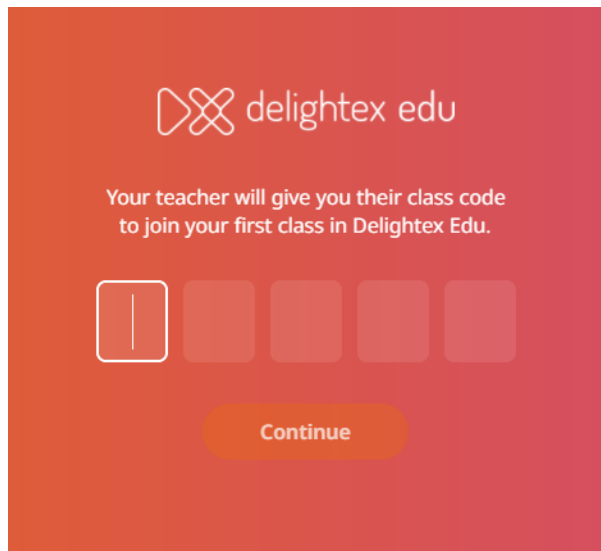 delightex edu
Your teacher will give you their class code
to join your first class in Delightex Edu.
Continue